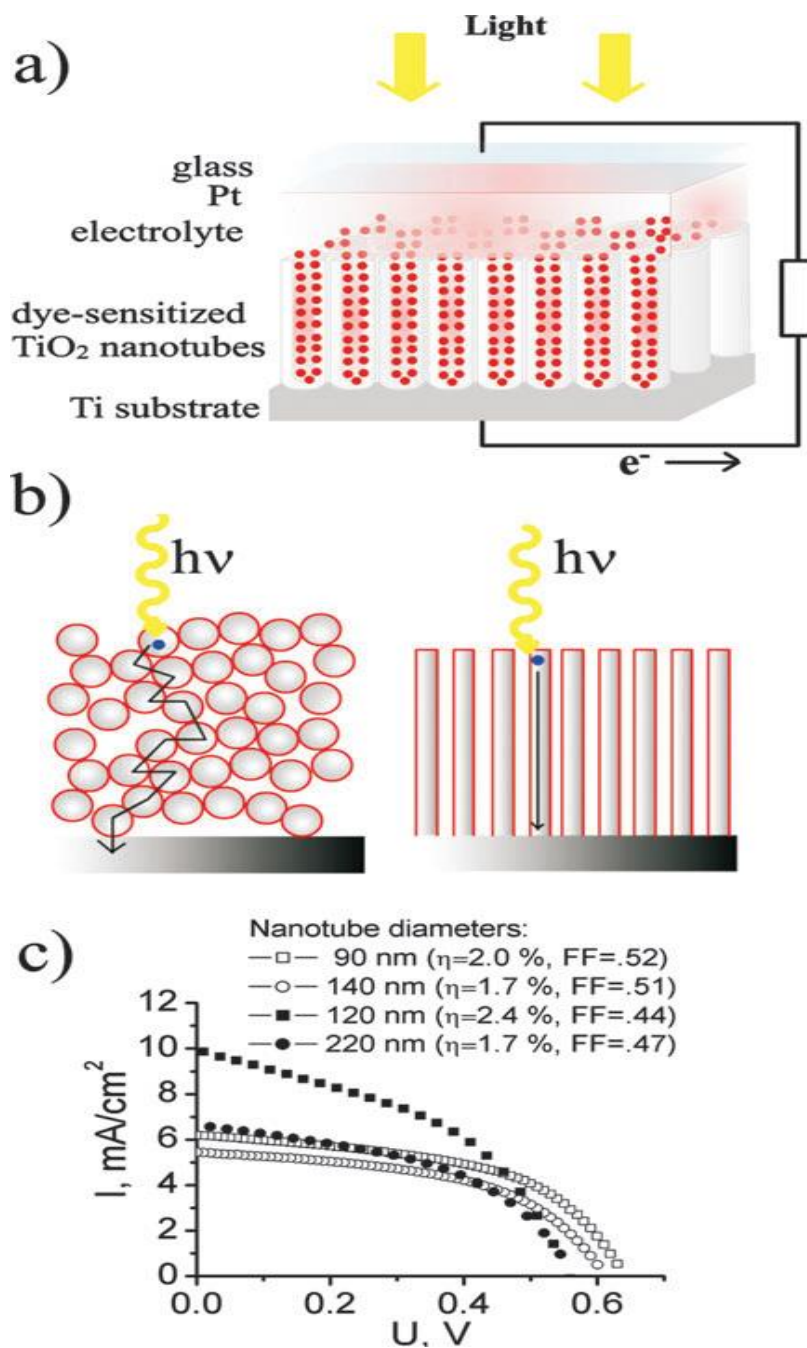 a)
Light
glass
Pt
electrolyte
dye-sensitized
TiO₂ nanotubes
Ti substrate
e⁻
b)
hν
hν
c)
Nanotube diameters:
90 nm (η=2.0 %, FF=.52)
140 nm (η=1.7 %, FF=.51)
120 nm (η=2.4 %, FF=.44)
220 nm (η=1.7 %, FF=.47)
12
10
8
6
4
2
0
I, mA/cm²
0.0 0.2 0.4 0.6
U, V